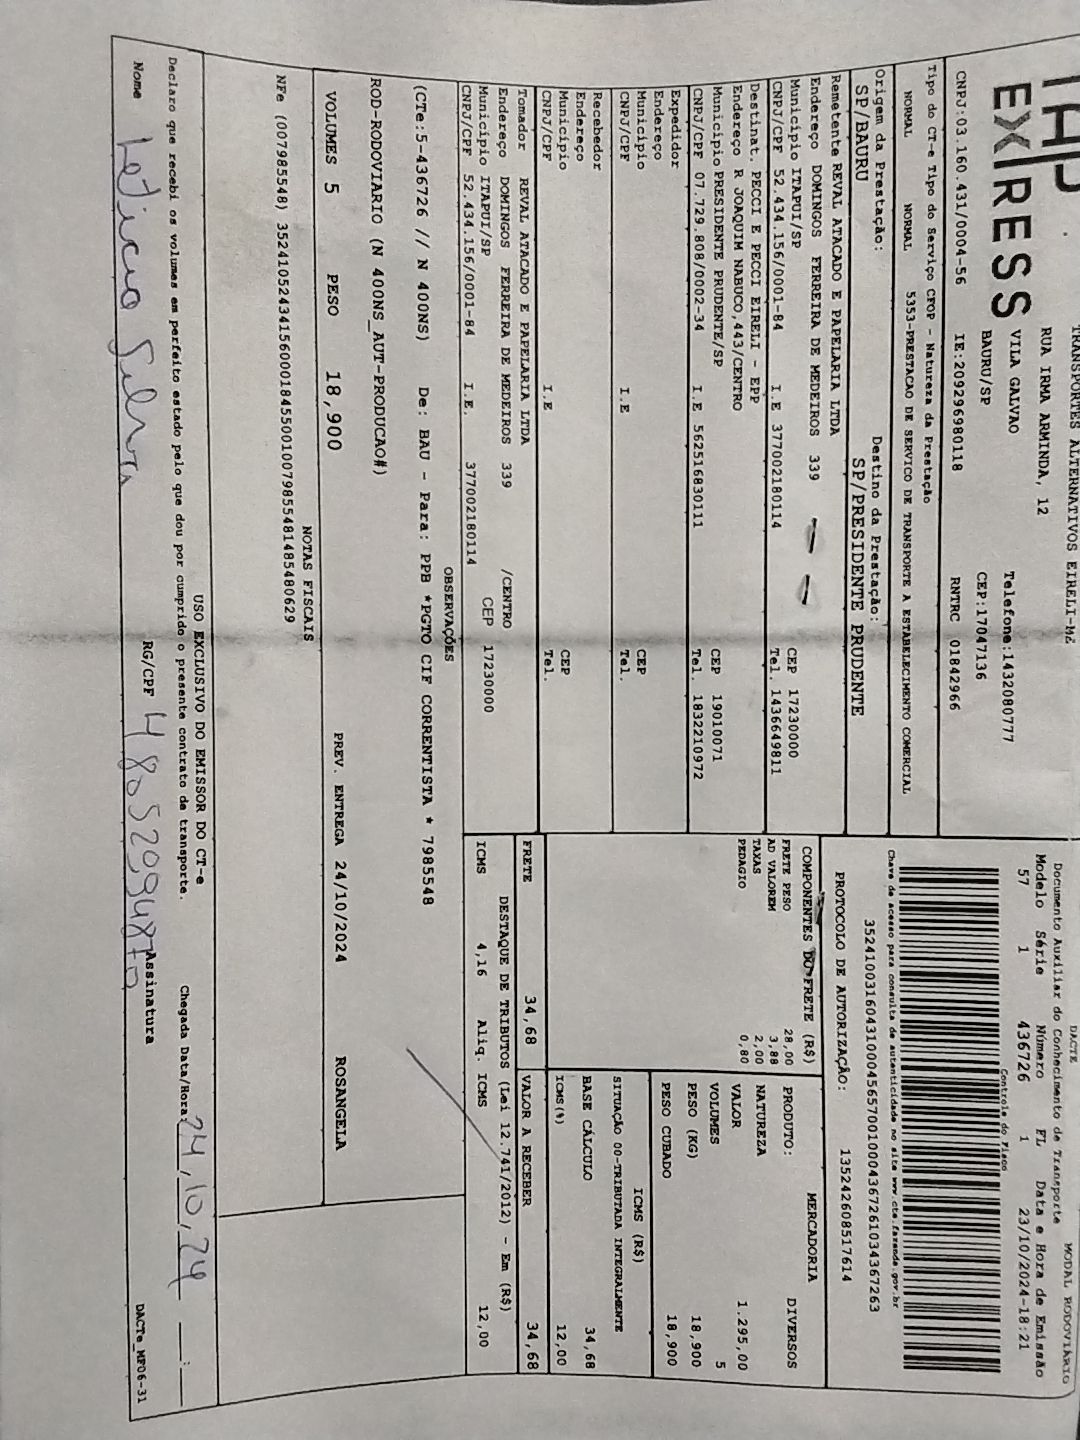 TRANSPORTES ALTERNATIVOS EIRELI-ME
EXPRESS
RUA IRMA ARMINDA, 12
VILA GALVAO Telefone:1432080777
BAURU/SP CEP:17047136
CNPJ:03.160.431/0004-56 IE:209296980118 RNTRC 01842966
Tipo do CT-e Tipo do Serviço CFOP - Natureza da Prestação
NORMAL NORMAL 5353-PRESTACAO DE SERVICO DE TRANSPORTE A ESTABELECIMENTO COMERCIAL
Origem da Prestação: Destino da Prestação:
SP/BAURU SP/PRESIDENTE PRUDENTE
Remetente REVAL ATACADO E PAPELARIA LTDA
Endereço DOMINGOS FERREIRA DE MEDEIROS 339
Município ITAPUI/SP CEP 17230000
CNPJ/CPF 52.434.156/0001-84 I.E 377002180114 Tel. 1436649811
Destinat. PECCI E PECCI EIRELI - EPP
Endereço R JOAQUIM NABUCO,443/CENTRO
Município PRESIDENTE PRUDENTE/SP CEP 19010071
CNPJ/CPF 07.729.808/0002-34 I.E 562516830111 Tel. 1832210972
Expedidor
Endereço
Município CEP
CNPJ/CPF I.E Tel.
Recebedor
Endereço
Município CEP
CNPJ/CPF I.E Tel.
Tomador REVAL ATACADO E PAPELARIA LTDA
Endereço DOMINGOS FERREIRA DE MEDEIROS 339 /CENTRO
Município ITAPUI/SP CEP 17230000
CNPJ/CPF 52.434.156/0001-84 I.E. 377002180114
DACTE MODAL RODOVIÁRIO
Documento Auxiliar do Conhecimento de Transporte
Modelo Série Número FL Data e Hora de Emissão
57 1 436726 1 23/10/2024-18:21
Controle do Fisco
Chave de acesso para consulta de autenticidade no site www.cte.fazenda.gov.br
35241003160431000456570010004367261034367263
PROTOCOLO DE AUTORIZAÇÃO: 135242608517614
COMPONENTES DO FRETE (R$)
FRETE PESO 28,00
AD VALOREM 3,88
TAXAS 2,00
PEDAGIO 0,80
MERCADORIA
PRODUTO: DIVERSOS
NATUREZA
VALOR 1.295,00
VOLUMES 5
PESO (KG) 18,900
PESO CUBADO 18,900
ICMS (R$)
SITUAÇÃO 00-TRIBUTADA INTEGRALMENTE
BASE CÁLCULO 34,68
ICMS(%) 12,00
FRETE 34,68 VALOR A RECEBER 34,68
DESTAQUE DE TRIBUTOS (Lei 12.741/2012) - Em (R$)
ICMS 4,16 Aliq. ICMS 12,00
OBSERVAÇÕES
(CTe:5-436726 // N 400NS) De: BAU - Para: PPB *PGTO CIF CORRENTISTA * 7985548
ROD-RODOVIARIO (N 400NS_AUT-PRODUCAO#)
VOLUMES 5 PESO 18,900 PREV. ENTREGA 24/10/2024 ROSANGELA
NOTAS FISCAIS
NFe (007985548) 35241052434156000184550010079855481485480629
USO EXCLUSIVO DO EMISSOR DO CT-e
Declaro que recebi os volumes em perfeito estado pelo que dou por cumprido o presente contrato de transporte. Chegada Data/Hora: 24,10,24 __:__
Nome Silva RG/CPF Assinatura
DACTe_MF06-31